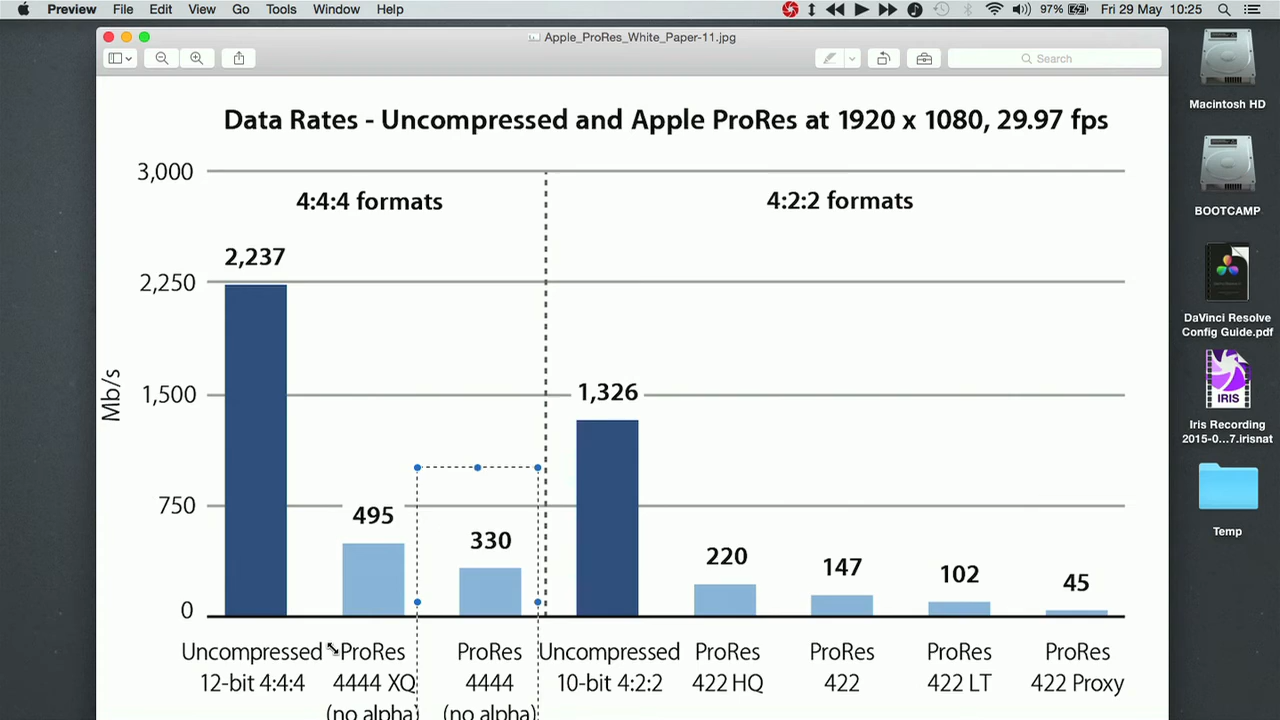 Preview File Edit View Go Tools Window Help 97% Fri 29 May 10:25
Apple_ProRes_White_Paper-11.jpg
Search
Macintosh HD
BOOTCAMP
DaVinci Resolve
Config Guide.pdf
IRIS
Iris Recording
2015-0...7.irisnat
Temp
Data Rates - Uncompressed and Apple ProRes at 1920 x 1080, 29.97 fps
3,000
4:4:4 formats 4:2:2 formats
2,237
2,250
Mb/s
1,500
1,326
750
495
330
220
147
102
45
0
Uncompressed
12-bit 4:4:4
ProRes
4444 XQ
(no alpha)
ProRes
4444
(no alpha)
Uncompressed
10-bit 4:2:2
ProRes
422 HQ
ProRes
422
ProRes
422 LT
ProRes
422 Proxy